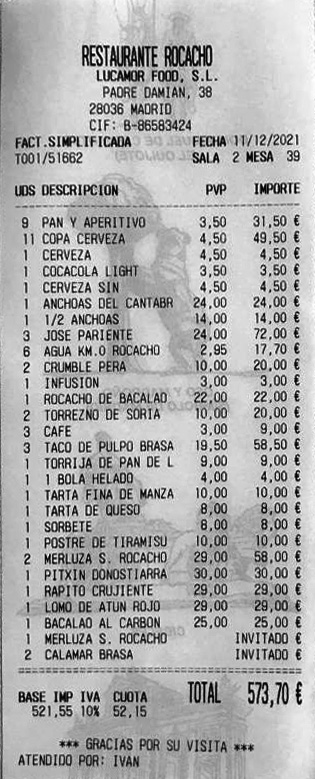 RESTAURANTE ROCACHO
LUCAMOR FOOD, S.L.
PADRE DAMIAN, 38
28036 MADRID
CIF: B-86583424
FACT.SIMPLIFICADA FECHA 11/12/2021
T001/51662 SALA 2 MESA 39
UDS DESCRIPCION PVP IMPORTE
9 PAN Y APERITIVO 3,50 31,50 €
11 COPA CERVEZA 4,50 49,50 €
1 CERVEZA 4,50 4,50 €
1 COCACOLA LIGHT 3,50 3,50 €
1 CERVEZA SIN 4,50 4,50 €
1 ANCHOAS DEL CANTABR 24,00 24,00 €
1 1/2 ANCHOAS 14,00 14,00 €
3 JOSE PARIENTE 24,00 72,00 €
6 AGUA KM.0 ROCACHO 2,95 17,70 €
2 CRUMBLE PERA 10,00 20,00 €
1 INFUSION 3,00 3,00 €
1 ROCACHO DE BACALAO 22,00 22,00 €
2 TORREZNO DE SORIA 10,00 20,00 €
3 CAFE 3,00 9,00 €
3 TACO DE PULPO BRASA 19,50 58,50 €
1 TORRIJA DE PAN DE L 9,00 9,00 €
1 1 BOLA HELADO 4,00 4,00 €
1 TARTA FINA DE MANZA 10,00 10,00 €
1 TARTA DE QUESO 8,00 8,00 €
1 SORBETE 8,00 8,00 €
1 POSTRE DE TIRAMISU 10,00 10,00 €
2 MERLUZA S. ROCACHO 29,00 58,00 €
1 PITXIN DONOSTIARRA 30,00 30,00 €
1 RAPITO CRUJIENTE 29,00 29,00 €
1 LOMO DE ATUN ROJO 29,00 29,00 €
1 BACALAO AL CARBON 25,00 25,00 €
1 MERLUZA S. ROCACHO INVITADO €
2 CALAMAR BRASA INVITADO €
BASE IMP IVA CUOTA TOTAL 573,70 €
521,55 10% 52,15
*** GRACIAS POR SU VISITA ***
ATENDIDO POR: IVAN